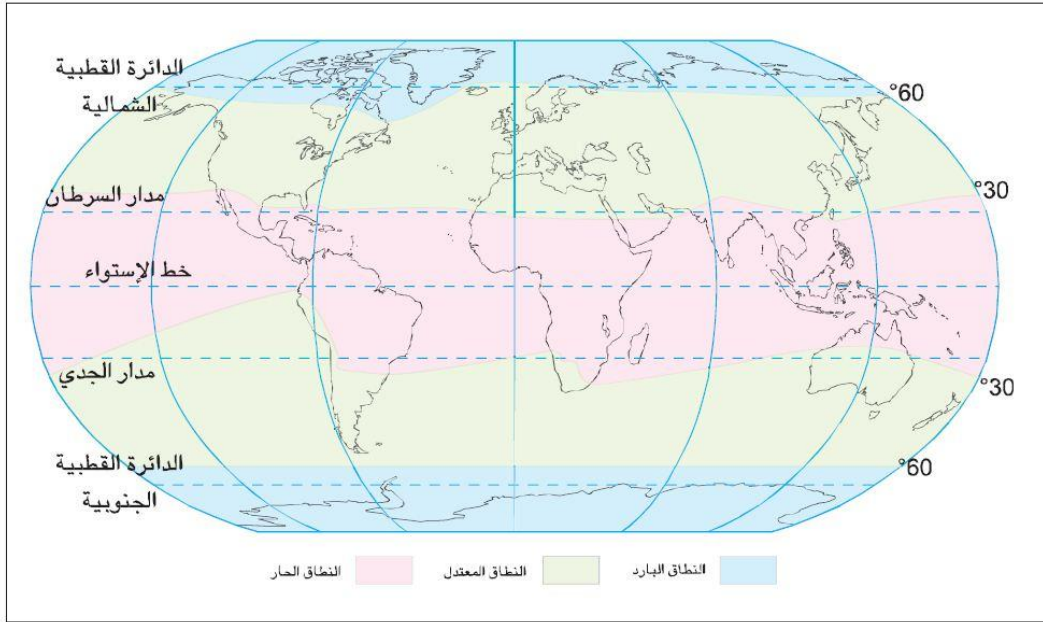 الدائرة القطبية
الشمالية
°60
مدار السرطان
°30
خط الإستواء
مدار الجدي
°30
الدائرة القطبية
°60
الجنوبية
النطاق البارد
النطاق المعتدل
النطاق الحار